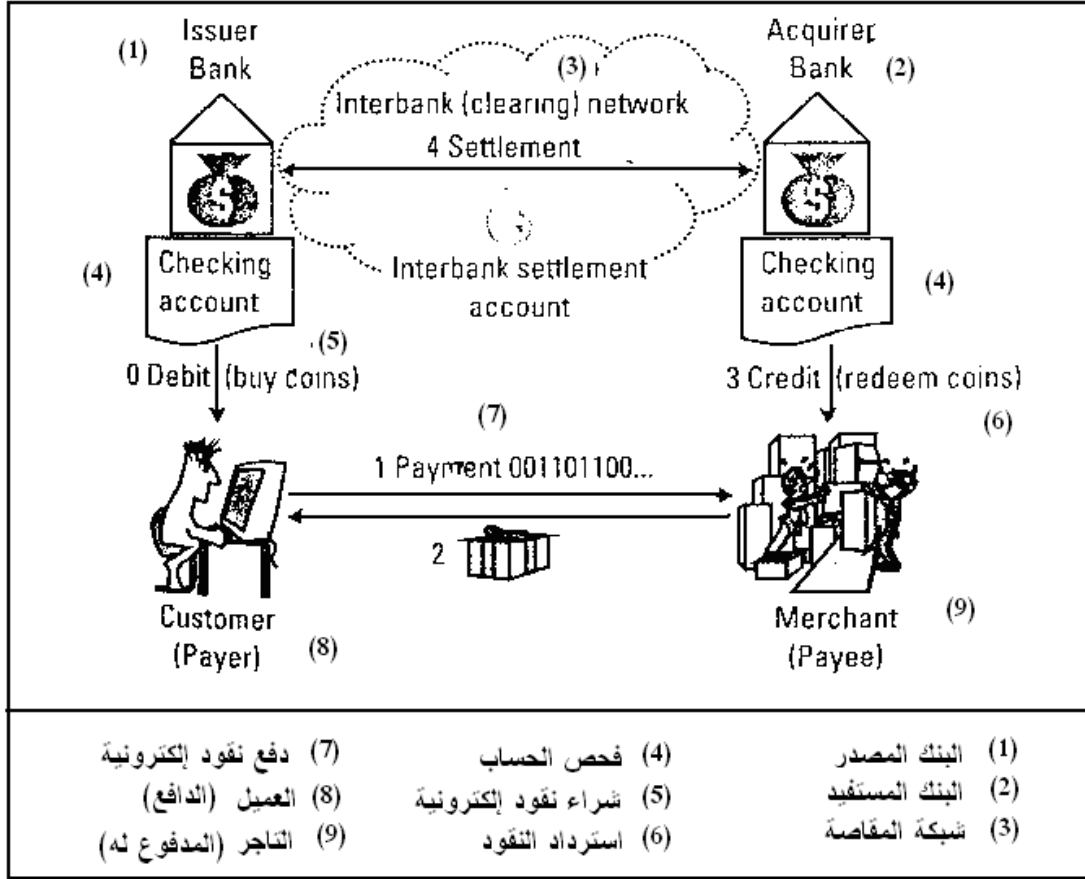 (1) Issuer
Bank
Acquirer
Bank (2)
(3)
Interbank (clearing) network
4 Settlement
Interbank settlement
account
(4) Checking
account
Checking (4)
account
(5)
0 Debit (buy coins)
3 Credit (redeem coins)
(6)
(7)
1 Payment 001101100...
2
Customer
(Payer) (8)
Merchant (9)
(Payee)
(1) البنك المصدر
(2) البنك المستفيد
(3) شبكة المقاصة
(4) فحص الحساب
(5) شراء نقود إلكترونية
(6) استرداد النقود
(7) دفع نقود إلكترونية
(8) العميل (الدافع)
(9) التاجر (المدفوع له)